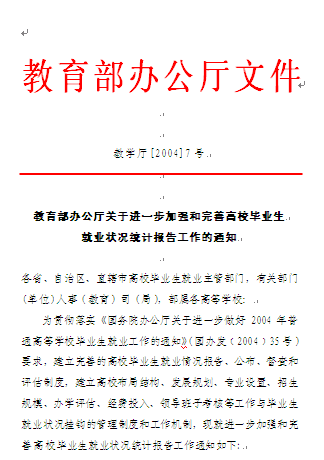 教育部办公厅文件
教学厅[2004]7号
教育部办公厅关于进一步加强和完善高校毕业生
就业状况统计报告工作的通知
各省、自治区、直辖市高校毕业生就业主管部门，有关部门
(单位)人事（教育）司（局），部属各高等学校：
为贯彻落实《国务院办公厅关于进一步做好 2004 年普
通高等学校毕业生就业工作的通知》（国办发〔2004〕35号）
要求，建立完善的高校毕业生就业情况报告、公布、督查和
评估制度，建立高校布局结构、发展规划、专业设置、招生
规模、办学评估、经费投入、领导班子考核等工作与毕业生
就业状况挂钩的管理制度和工作机制，现就进一步加强和完
善高校毕业生就业状况统计报告工作通知如下：